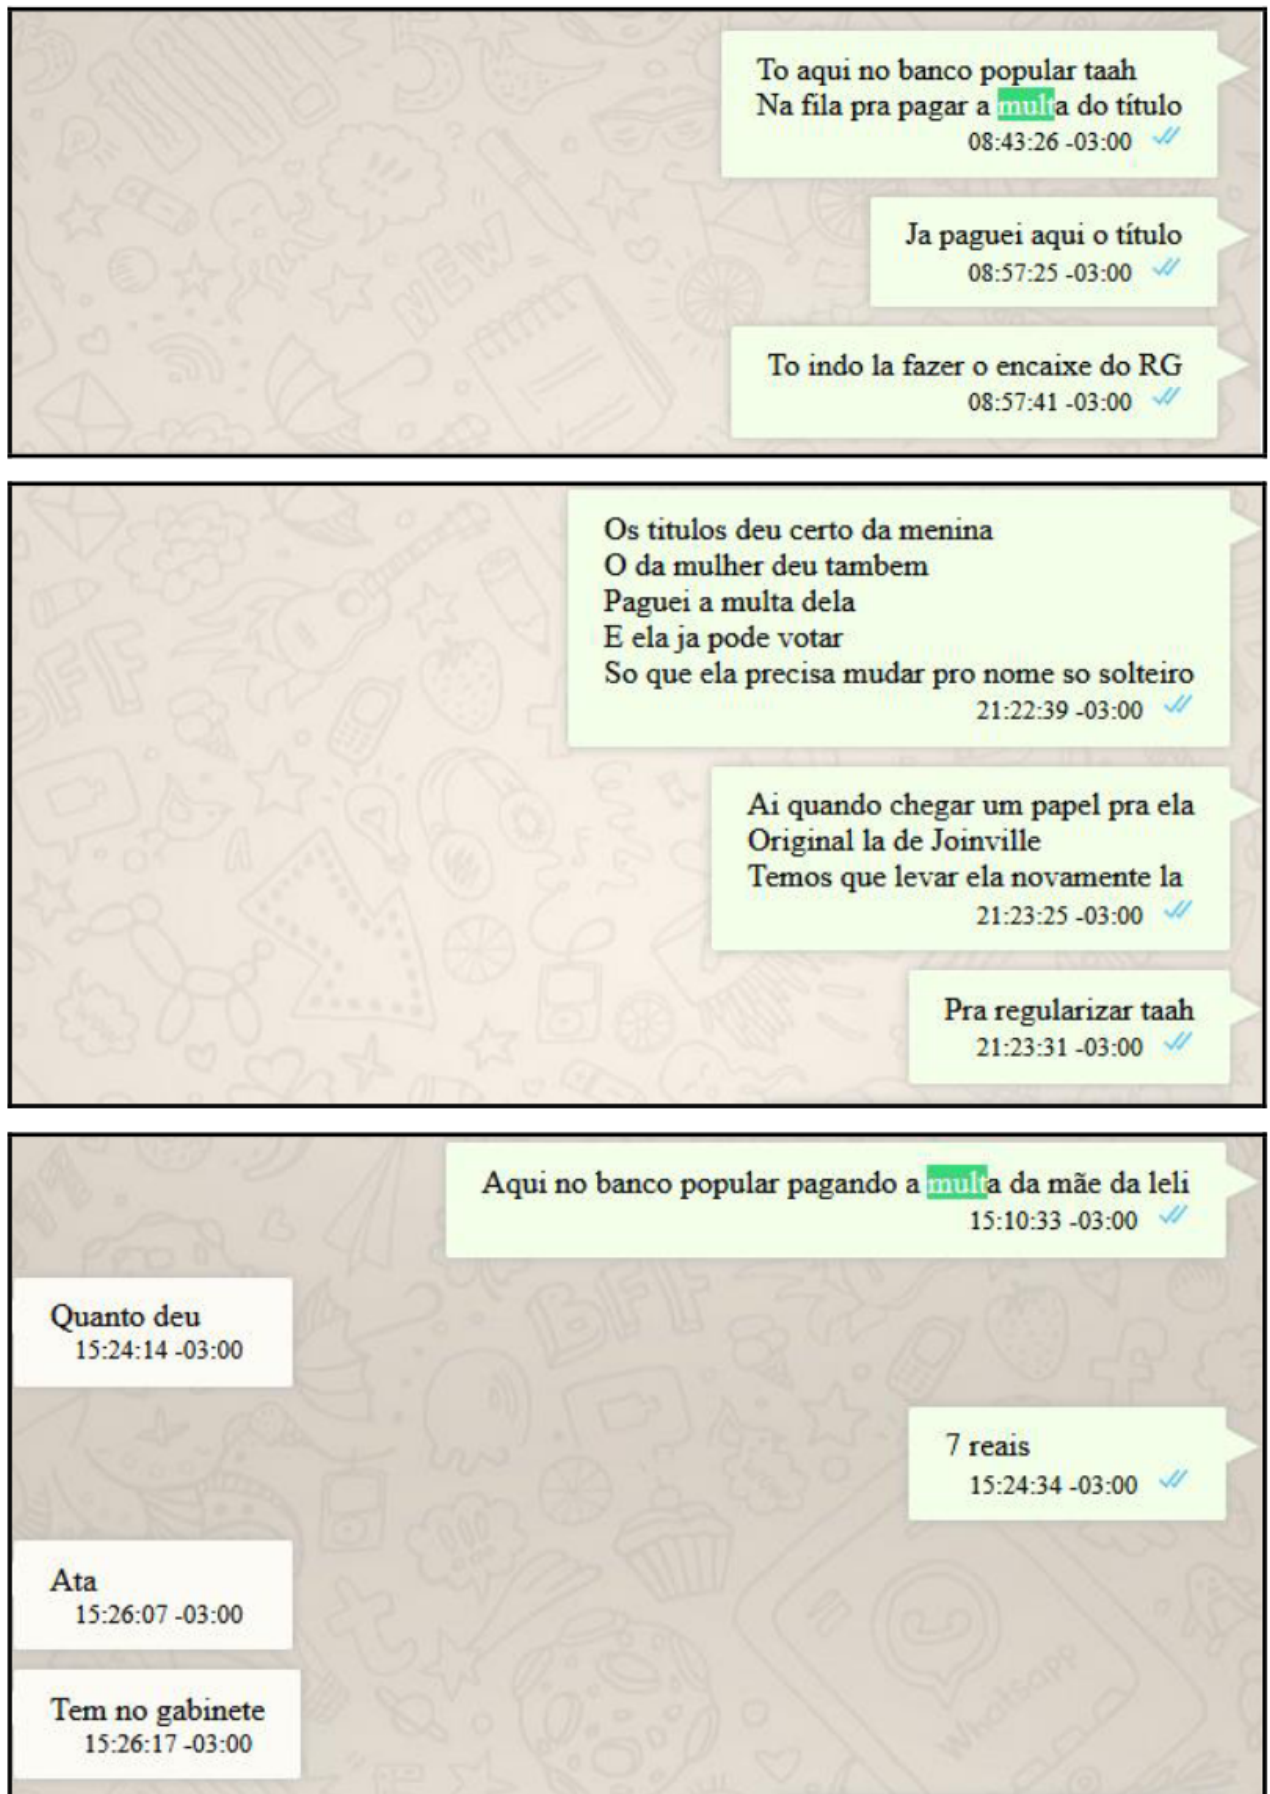 To aqui no banco popular taah
Na fila pra pagar a multa do título
08:43:26 -03:00
Ja paguei aqui o título
08:57:25 -03:00
To indo la fazer o encaixe do RG
08:57:41 -03:00
Os titulos deu certo da menina
O da mulher deu tambem
Paguei a multa dela
E ela ja pode votar
So que ela precisa mudar pro nome so solteiro
21:22:39 -03:00
Ai quando chegar um papel pra ela
Original la de Joinville
Temos que levar ela novamente la
21:23:25 -03:00
Pra regularizar taah
21:23:31 -03:00
Aqui no banco popular pagando a multa da mãe da leli
15:10:33 -03:00
Quanto deu
15:24:14 -03:00
7 reais
15:24:34 -03:00
Ata
15:26:07 -03:00
Tem no gabinete
15:26:17 -03:00